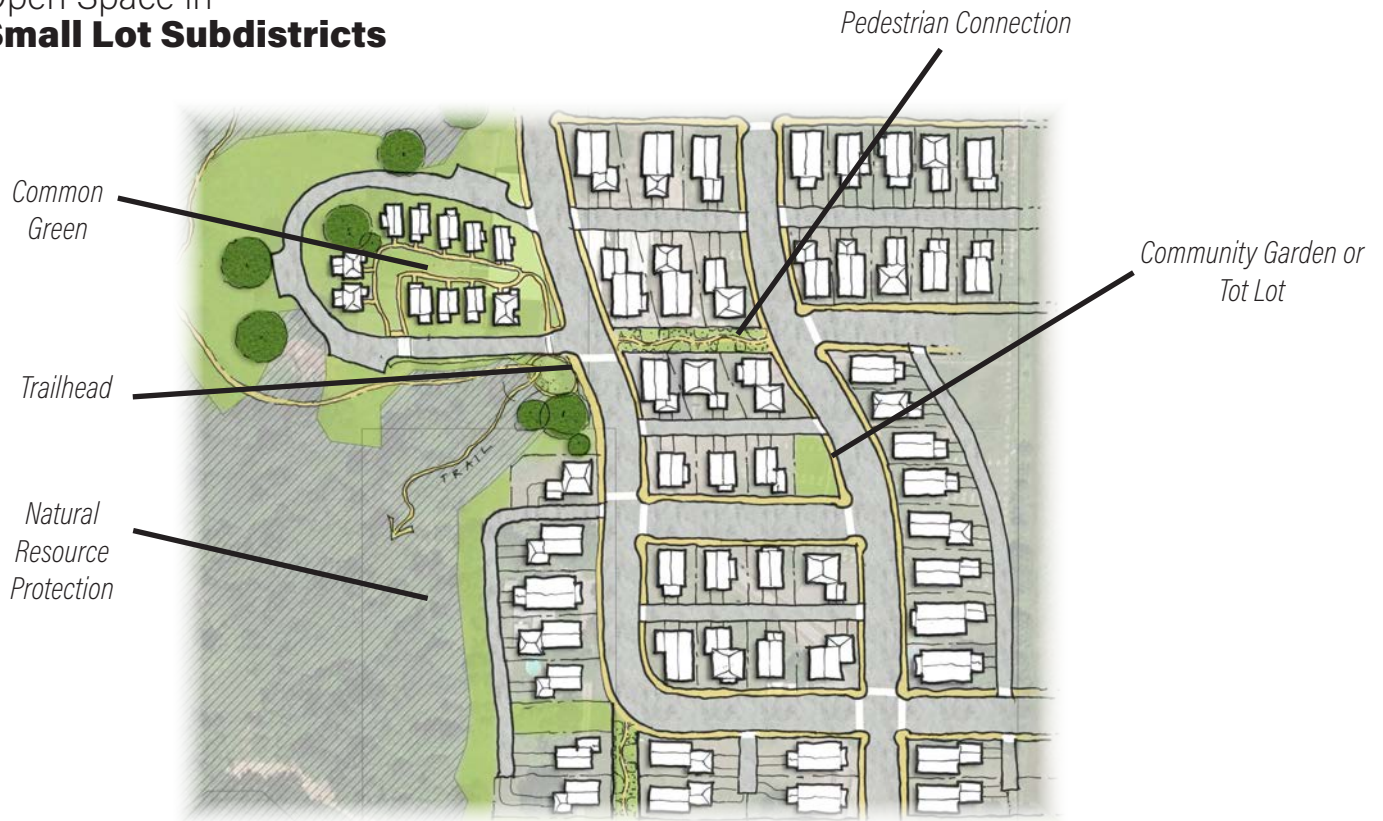 Open Space in
Small Lot Subdistricts
Pedestrian Connection
Common
Green
Community Garden or
Tot Lot
Trailhead
TRAIL
Natural
Resource
Protection